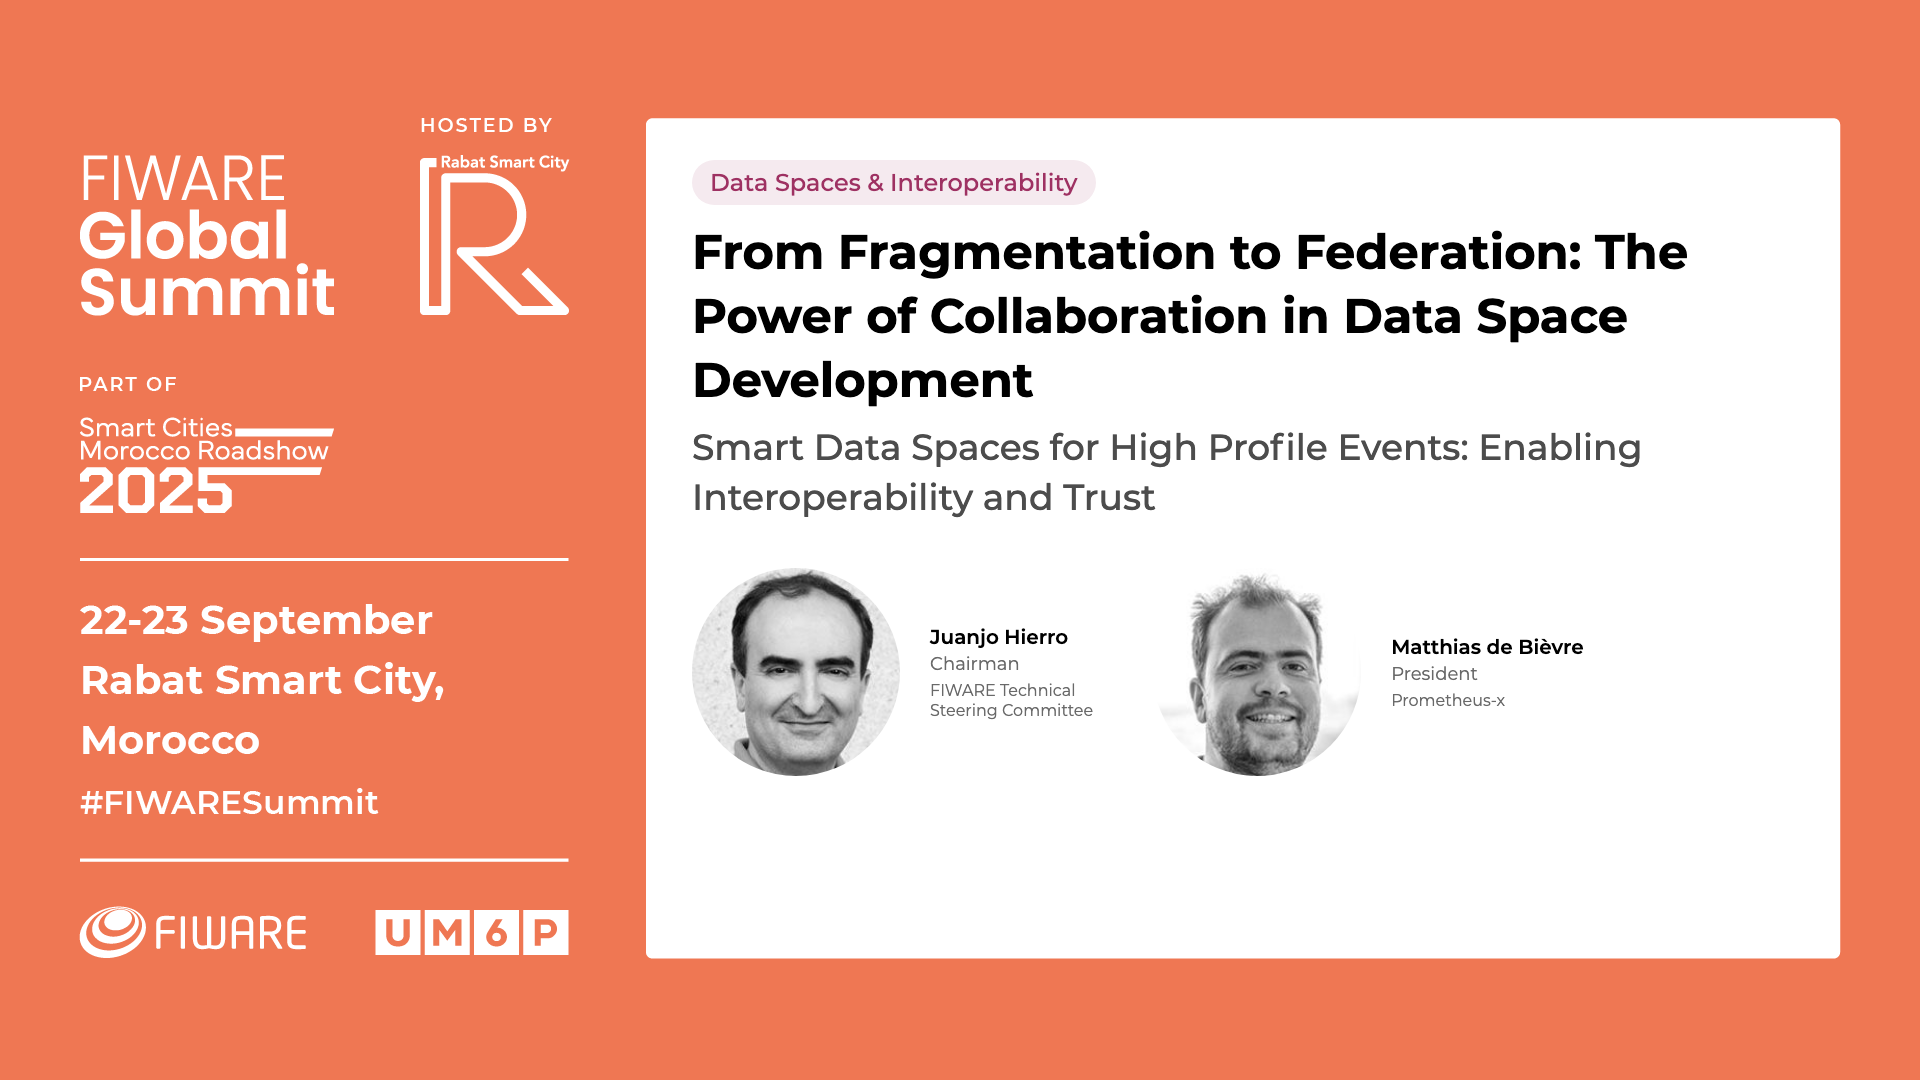 FIWARE
Global
Summit
HOSTED BY
Rabat Smart City
R
PART OF
Smart Cities
Morocco Roadshow
2025
22-23 September
Rabat Smart City,
Morocco
#FIWARESummit
FIWARE
UM6P
Data Spaces & Interoperability
From Fragmentation to Federation: The
Power of Collaboration in Data Space
Development
Smart Data Spaces for High Profile Events: Enabling
Interoperability and Trust
Juanjo Hierro
Chairman
FIWARE Technical
Steering Committee
Matthias de Bièvre
President
Prometheus-x